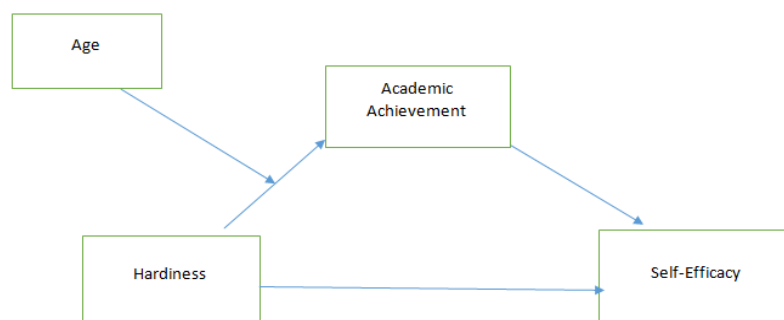 Age
Academic
Achievement
Hardiness
Self-Efficacy